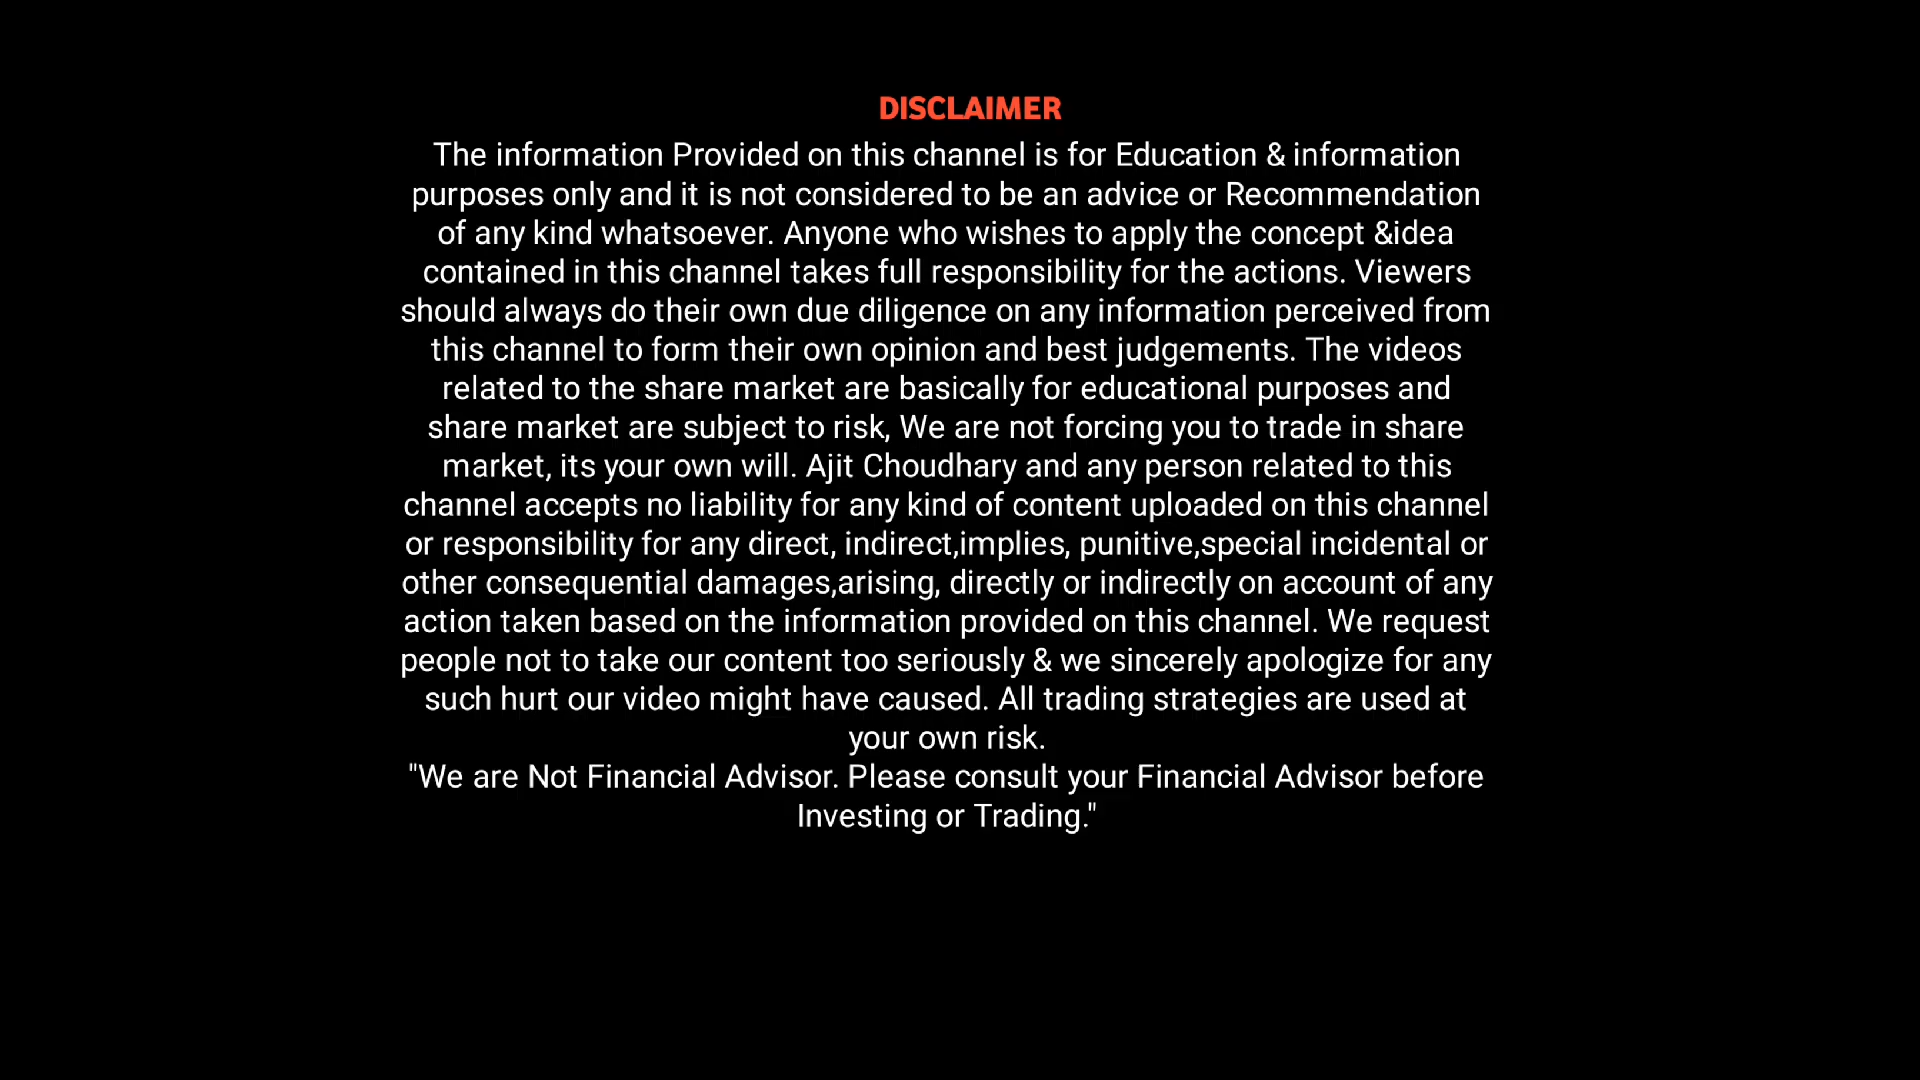 DISCLAIMER
The information Provided on this channel is for Education & information
purposes only and it is not considered to be an advice or Recommendation
of any kind whatsoever. Anyone who wishes to apply the concept &idea
contained in this channel takes full responsibility for the actions. Viewers
should always do their own due diligence on any information perceived from
this channel to form their own opinion and best judgements. The videos
related to the share market are basically for educational purposes and
share market are subject to risk, We are not forcing you to trade in share
market, its your own will. Ajit Choudhary and any person related to this
channel accepts no liability for any kind of content uploaded on this channel
or responsibility for any direct, indirect,implies, punitive,special incidental or
other consequential damages,arising, directly or indirectly on account of any
action taken based on the information provided on this channel. We request
people not to take our content too seriously & we sincerely apologize for any
such hurt our video might have caused. All trading strategies are used at
your own risk.
"We are Not Financial Advisor. Please consult your Financial Advisor before
Investing or Trading."